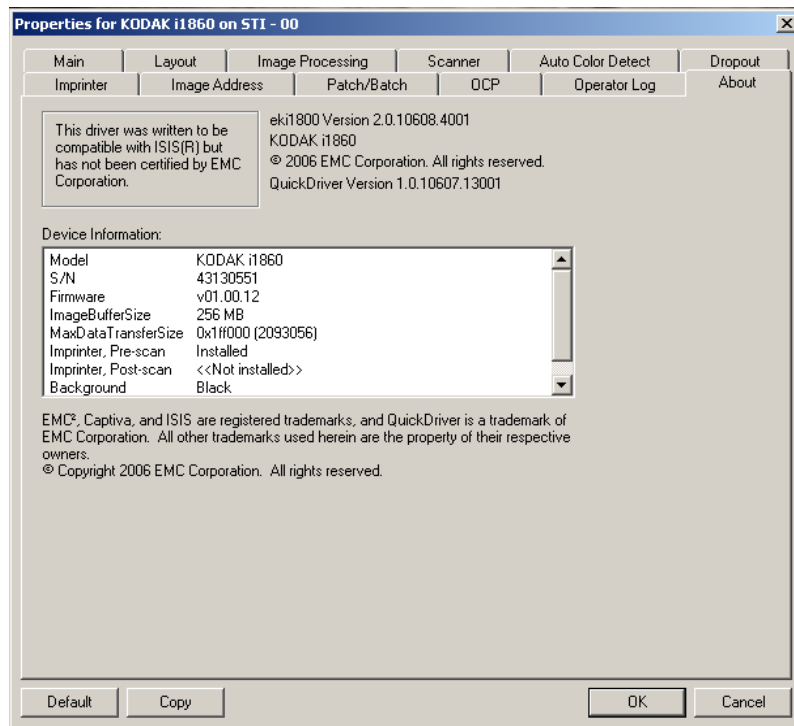 Properties for KODAK i1860 on STI - 00
Main Layout Image Processing Scanner Auto Color Detect Dropout
Imprinter Image Address Patch/Batch OCP Operator Log About
This driver was written to be
compatible with ISIS(R) but
has not been certified by EMC
Corporation.
eki1800 Version 2.0.10608.4001
KODAK i1860
© 2006 EMC Corporation. All rights reserved.
QuickDriver Version 1.0.10607.13001
Device Information:
Model KODAK i1860
S/N 43130551
Firmware v01.00.12
ImageBufferSize 256 MB
MaxDataTransferSize 0x1ff000 (2093056)
Imprinter, Pre-scan Installed
Imprinter, Post-scan <<Not installed>>
Background Black
EMC², Captiva, and ISIS are registered trademarks, and QuickDriver is a trademark of
EMC Corporation. All other trademarks used herein are the property of their respective
owners.
© Copyright 2006 EMC Corporation. All rights reserved.
Default Copy OK Cancel